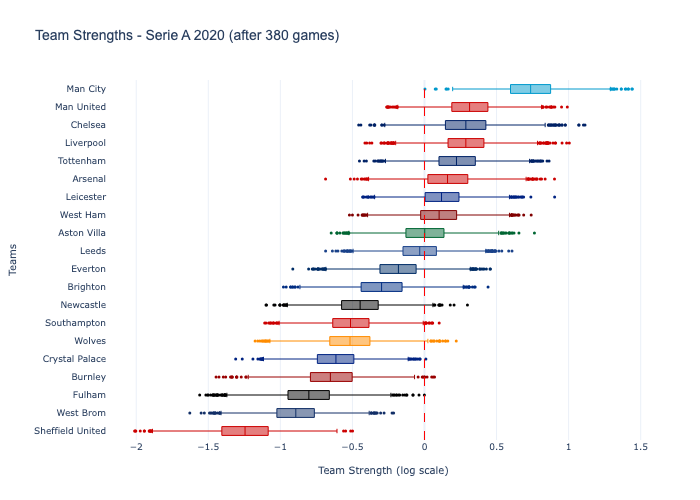 Team Strengths - Serie A 2020 (after 380 games)
Man City
Man United
Chelsea
Liverpool
Tottenham
Arsenal
Leicester
West Ham
Aston Villa
Leeds
Everton
Brighton
Newcastle
Southampton
Wolves
Crystal Palace
Burnley
Fulham
West Brom
Sheffield United
Teams
−2 −1.5 −1 −0.5 0 0.5 1 1.5
Team Strength (log scale)